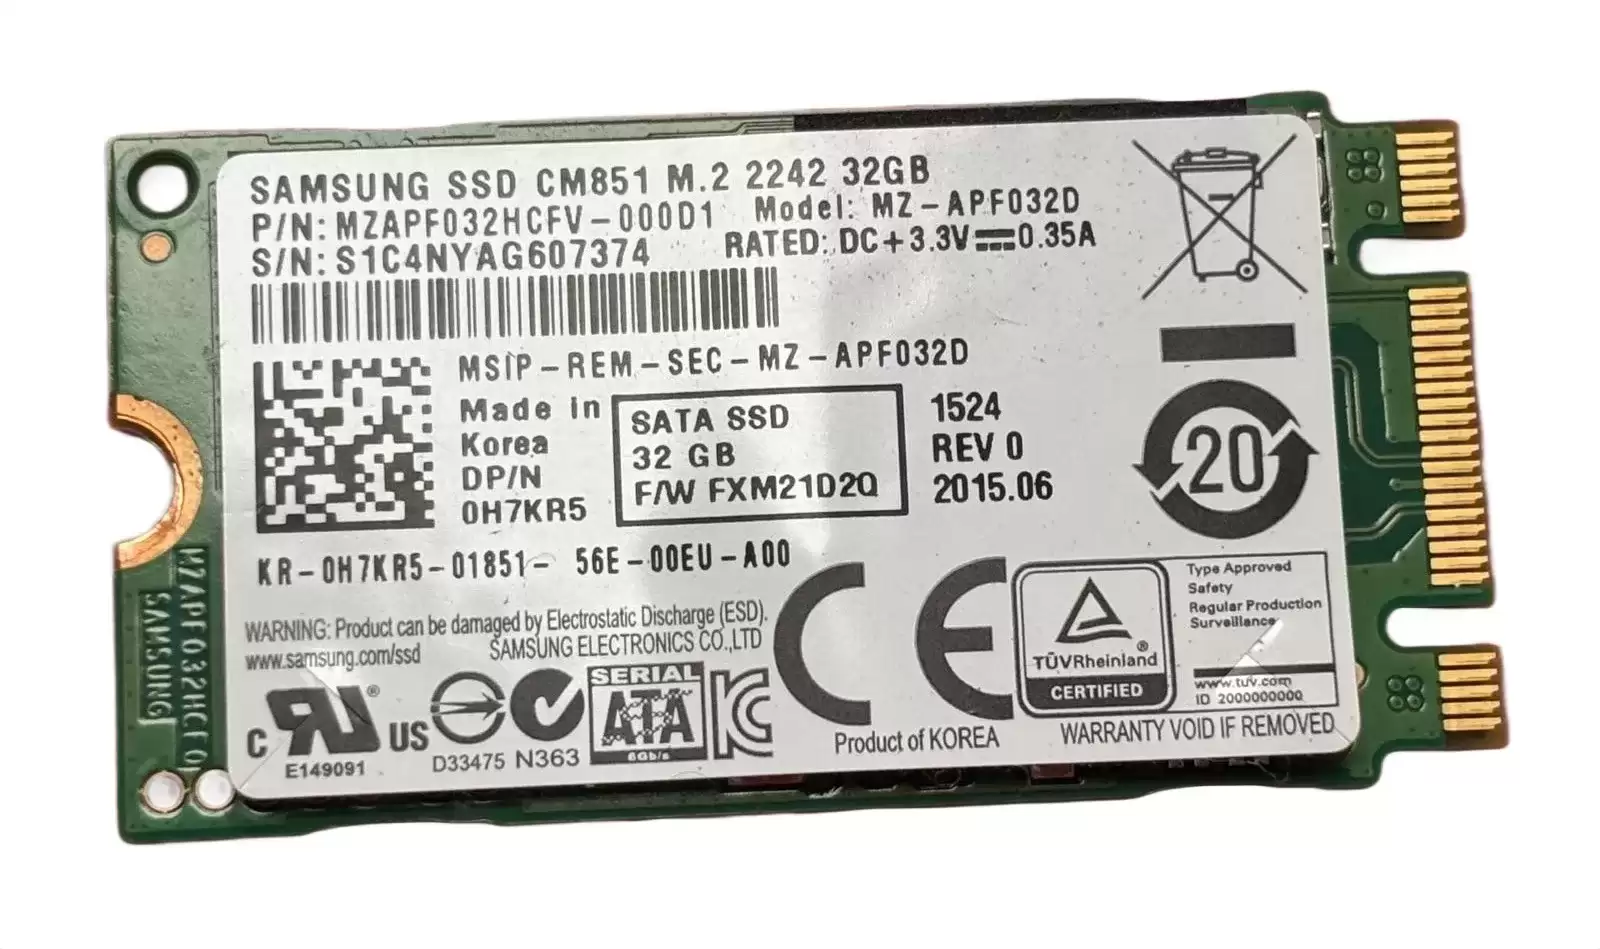 SAMSUNG SSD CM851 M.2 2242 32GB
P/N: MZAPF032HCFV-000D1 Model: MZ-APF032D
S/N: S1C4NYAG607374 RATED: DC+3.3V 0.35A
MSIP-REM-SEC-MZ-APF032D
Made in
Korea
DP/N
0H7KR5
SATA SSD
32 GB
F/W FXM21D2Q
1524
REV 0
2015.06
20
KR-0H7KR5-01851- 56E-00EU-A00
WARNING: Product can be damaged by Electrostatic Discharge (ESD).
www.samsung.com/ssd SAMSUNG ELECTRONICS CO.,LTD
C US
E149091
D33475 N363
SERIAL
SATA
6Gb/s
CE
Product of KOREA
TÜVRheinland®
CERTIFIED
Type Approved
Safety
Regular Production
Surveillance
www.tuv.com
ID 2000000000
WARRANTY VOID IF REMOVED
MZAPF032HCF0
SAMSUNG